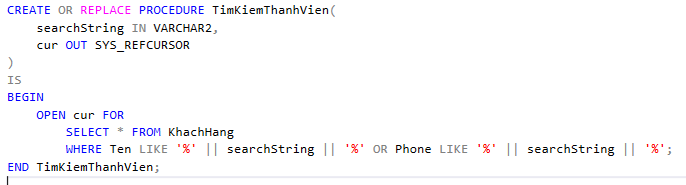 CREATE OR REPLACE PROCEDURE TimKiemThanhVien(
    searchString IN VARCHAR2,
    cur OUT SYS_REFCURSOR
)
IS
BEGIN
    OPEN cur FOR
        SELECT * FROM KhachHang
        WHERE Ten LIKE '%' || searchString || '%' OR Phone LIKE '%' || searchString || '%';
END TimKiemThanhVien;